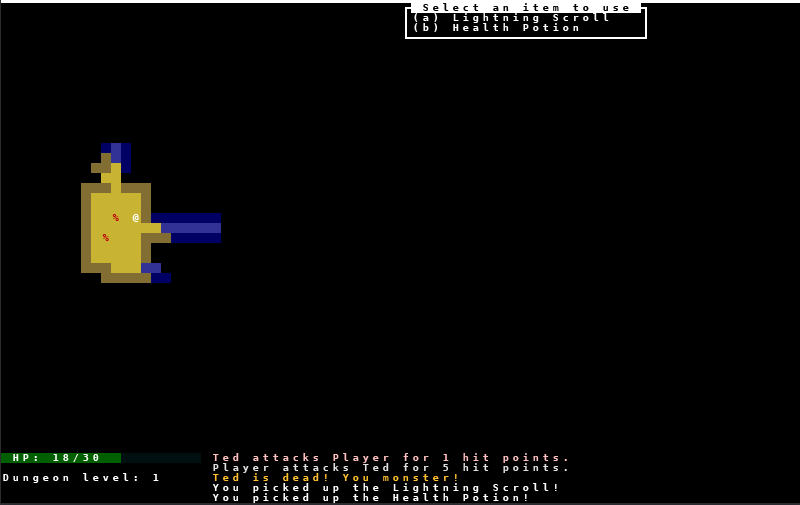 Select an item to use
(a) Lightning Scroll
(b) Health Potion
%
@
%
HP: 18/30
Ted attacks Player for 1 hit points.
Player attacks Ted for 5 hit points.
Dungeon level: 1
Ted is dead! You monster!
You picked up the Lightning Scroll!
You picked up the Health Potion!